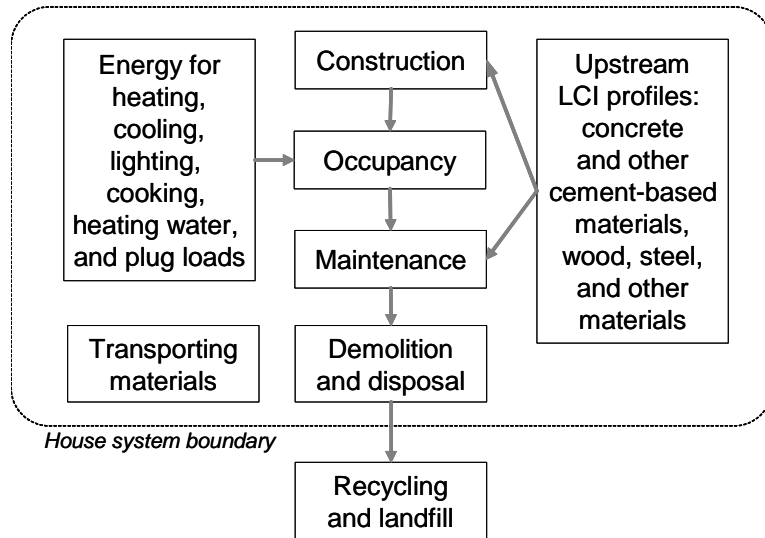 Energy for
heating,
cooling,
lighting,
cooking,
heating water,
and plug loads
Construction
Occupancy
Maintenance
Upstream
LCI profiles:
concrete
and other
cement-based
materials,
wood, steel,
and other
materials
Transporting
materials
Demolition
and disposal
House system boundary
Recycling
and landfill